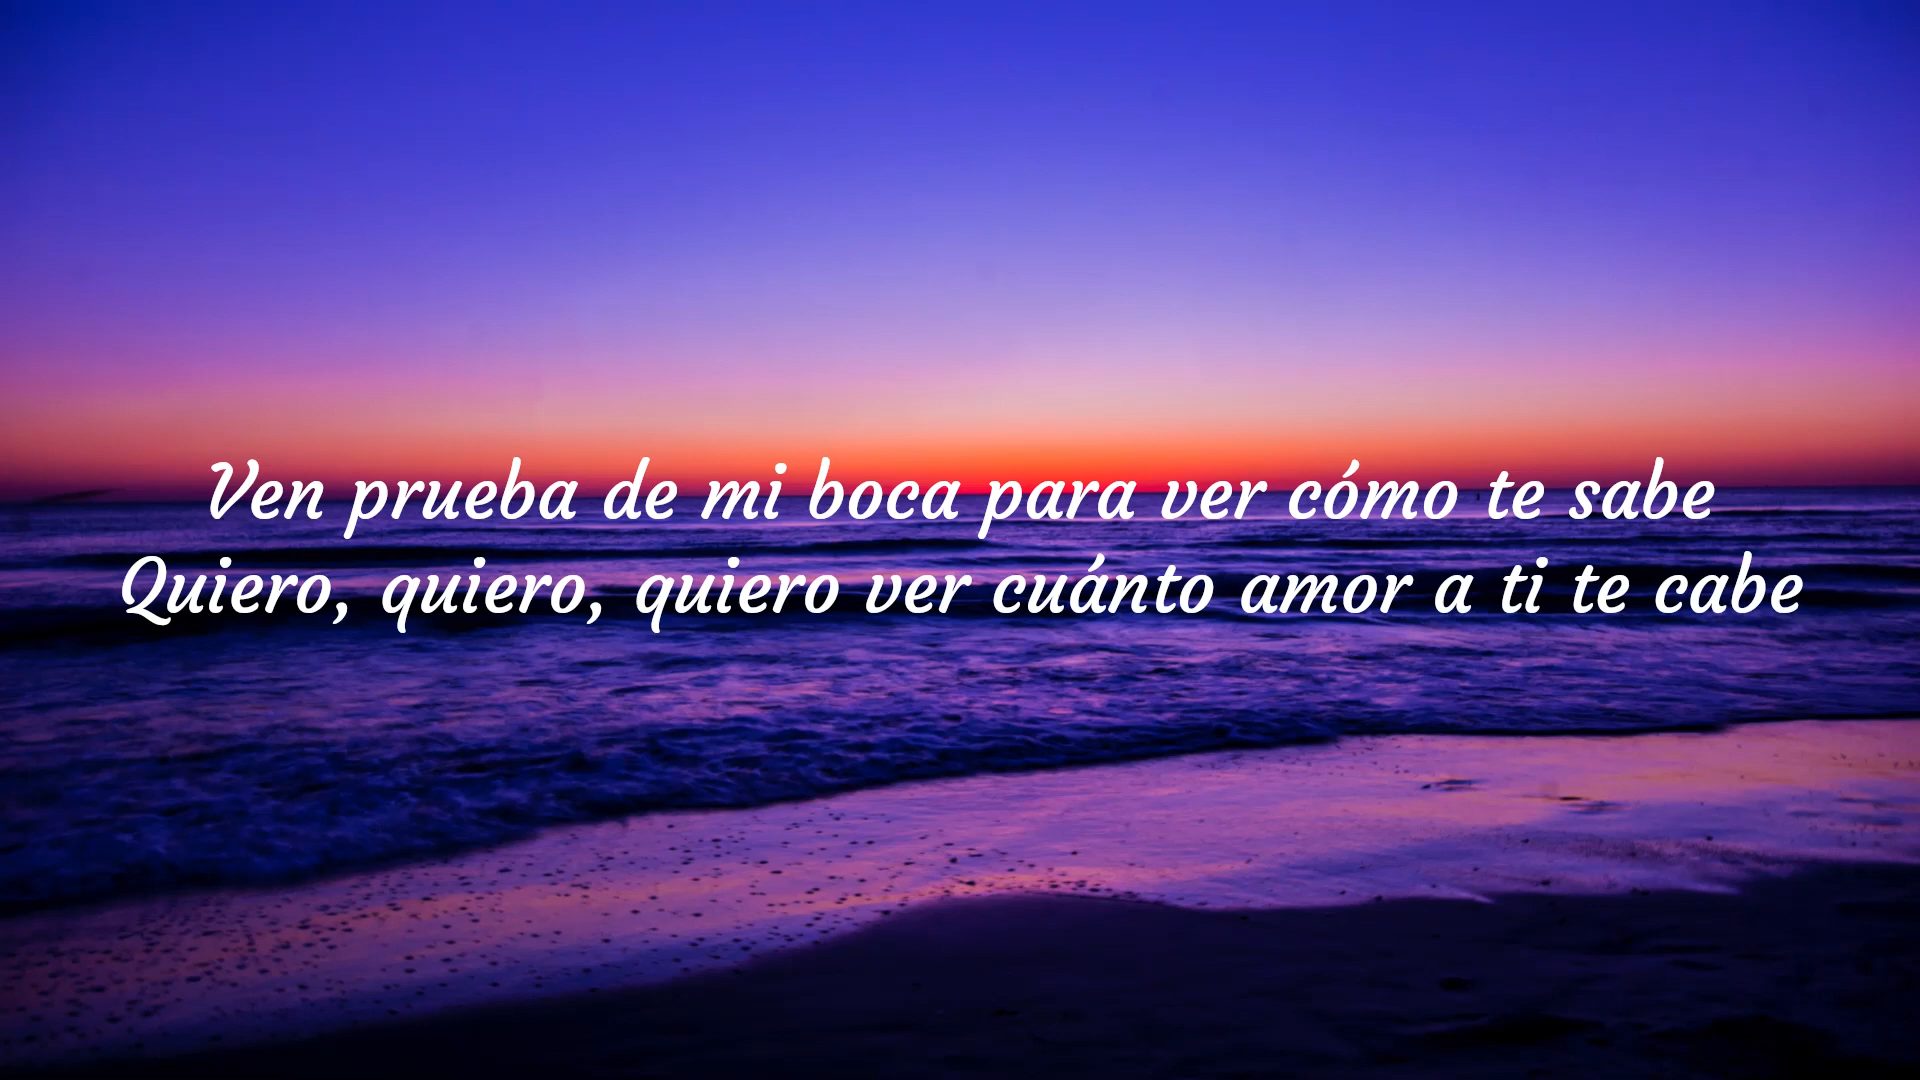 Ven prueba de mi boca para ver cómo te sabe
Quiero, quiero, quiero ver cuánto amor a ti te cabe